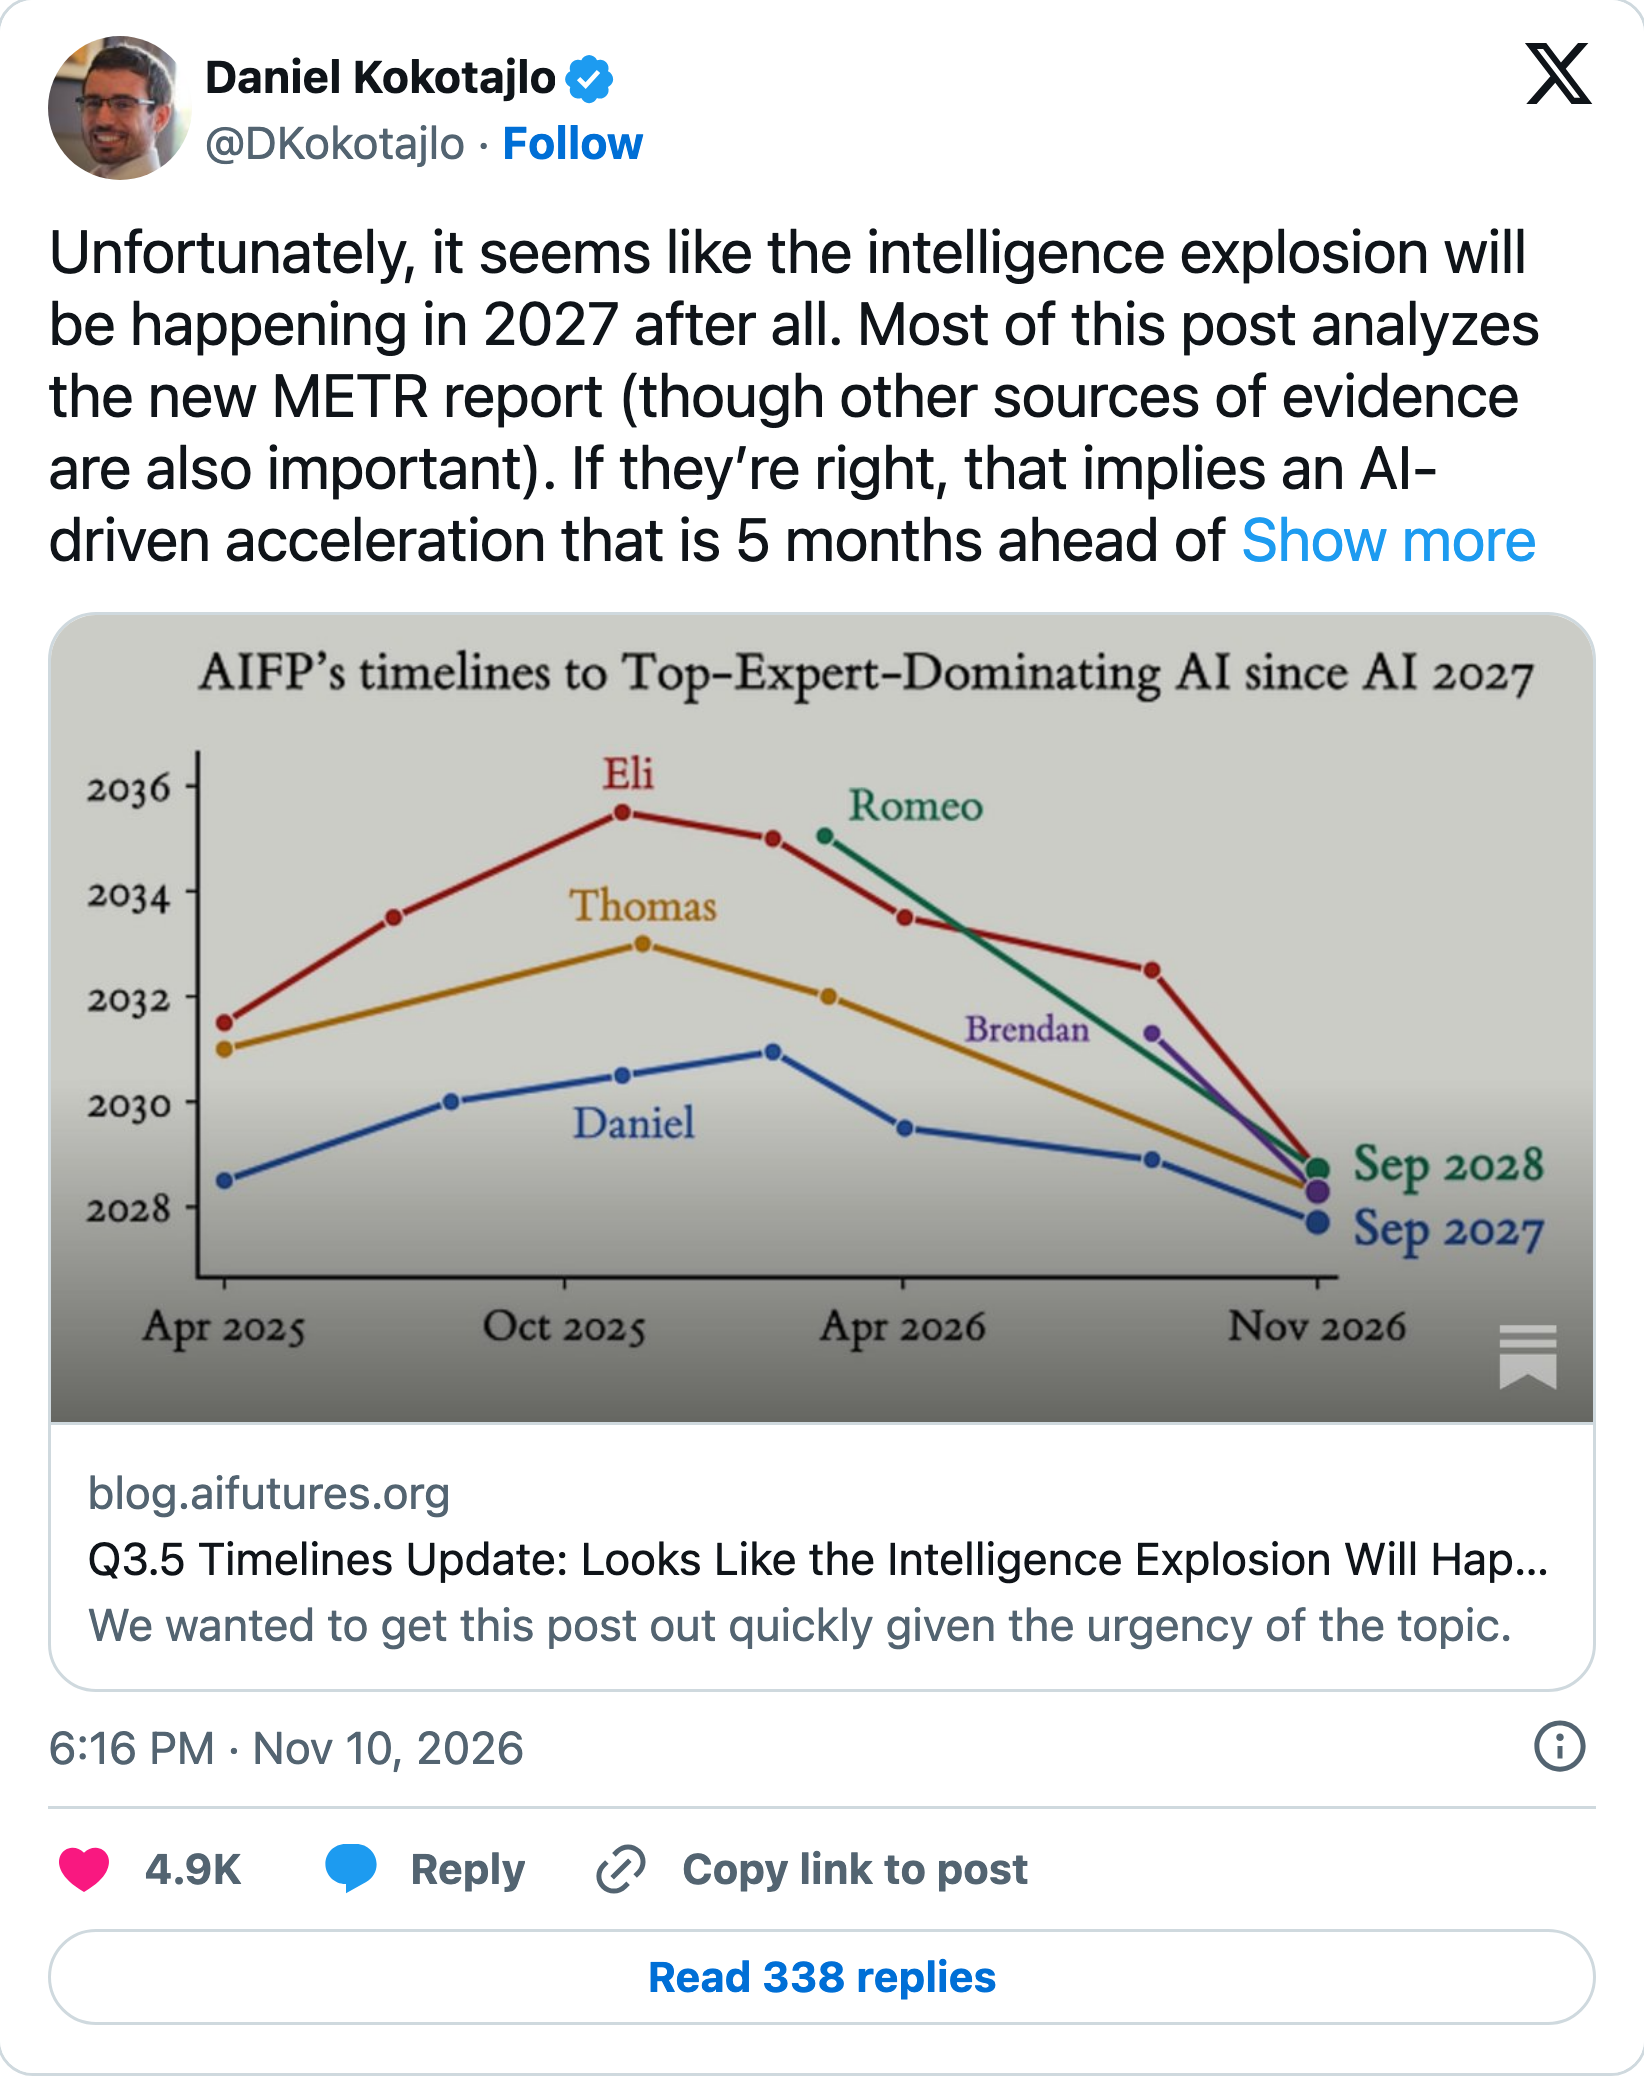 Daniel Kokotajlo
@DKokotajlo · Follow
Unfortunately, it seems like the intelligence explosion will
be happening in 2027 after all. Most of this post analyzes
the new METR report (though other sources of evidence
are also important). If they’re right, that implies an AI-
driven acceleration that is 5 months ahead of Show more
AIFP’s timelines to Top-Expert-Dominating AI since AI 2027
Eli
2036
Romeo
2034
Thomas
2032
Brendan
2030
Daniel
Sep 2028
2028
Sep 2027
Apr 2025
Oct 2025
Apr 2026
Nov 2026
blog.aifutures.org
Q3.5 Timelines Update: Looks Like the Intelligence Explosion Will Hap...
We wanted to get this post out quickly given the urgency of the topic.
6:16 PM · Nov 10, 2026
4.9K
Reply
Copy link to post
Read 338 replies